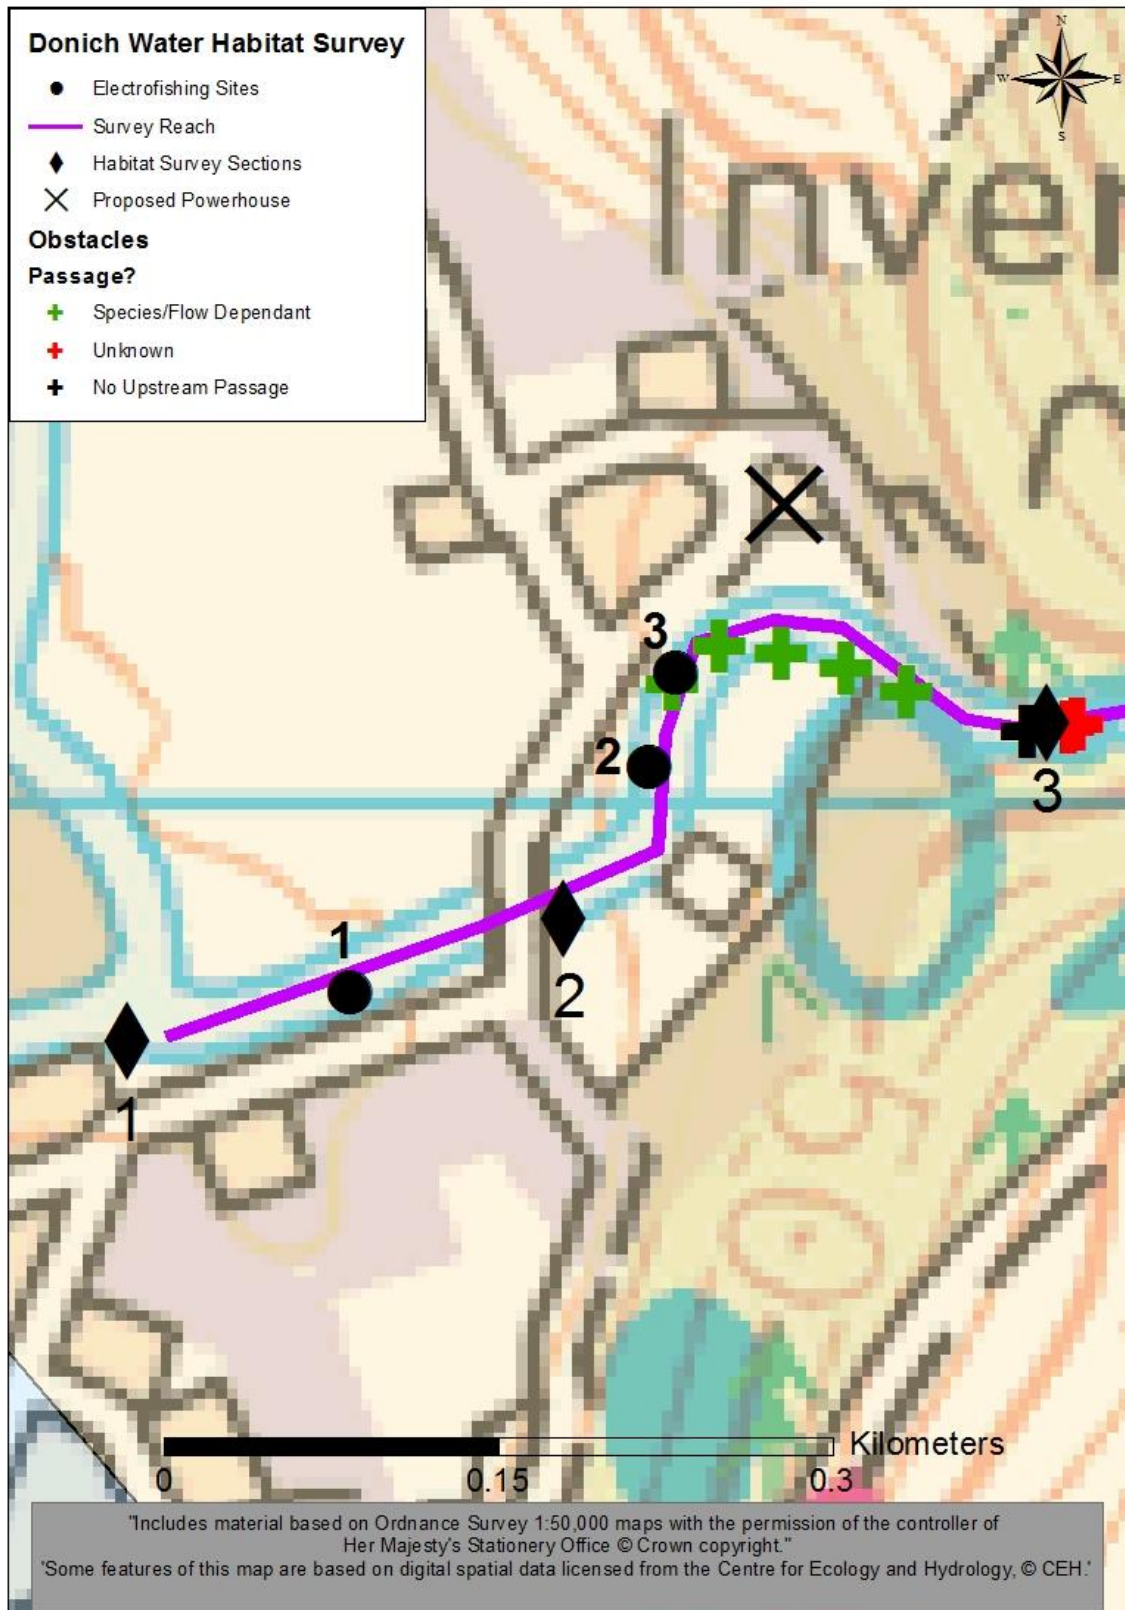 Donich Water Habitat Survey
Electrofishing Sites
Survey Reach
Habitat Survey Sections
Proposed Powerhouse
Obstacles
Passage?
Species/Flow Dependant
Unknown
No Upstream Passage
N
W E
S
Inver
3
2
3
1
2
1
Kilometers
0 0.15 0.3
"Includes material based on Ordnance Survey 1:50,000 maps with the permission of the controller of
Her Majesty's Stationery Office © Crown copyright."
'Some features of this map are based on digital spatial data licensed from the Centre for Ecology and Hydrology, © CEH.'